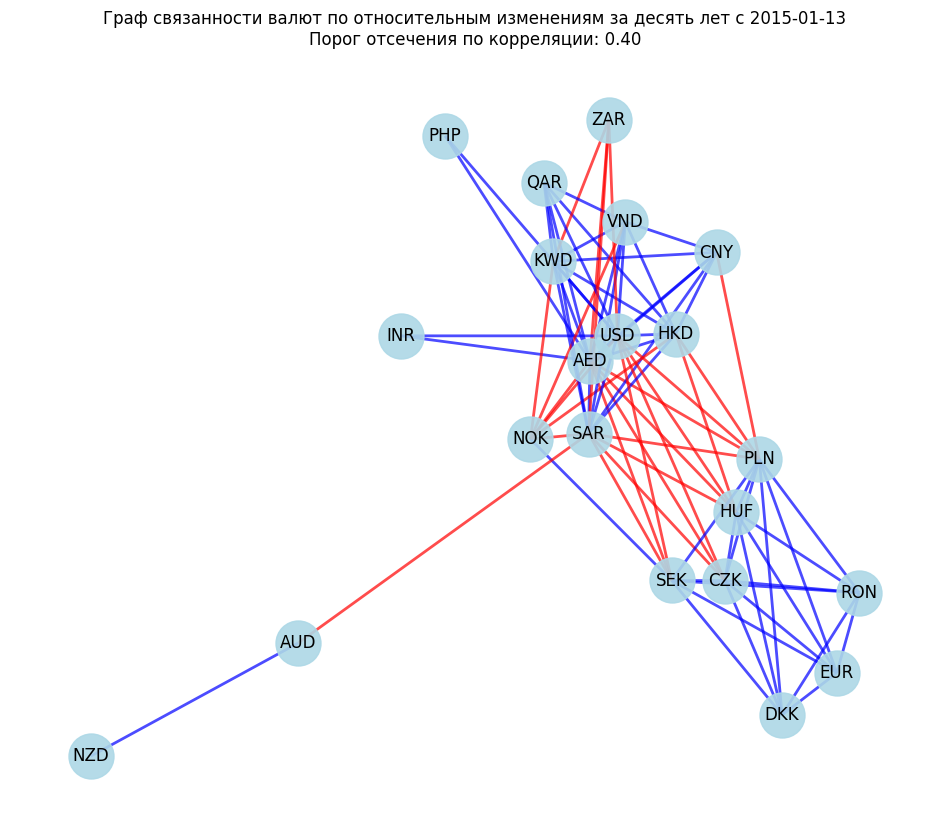 Граф связанности валют по относительным изменениям за десять лет с 2015-01-13
Порог отсечения по корреляции: 0.40
ZAR
PHP
QAR
VND
CNY
KWD
INR
USD
HKD
AED
NOK
SAR
PLN
HUF
SEK
CZK
RON
AUD
EUR
DKK
NZD